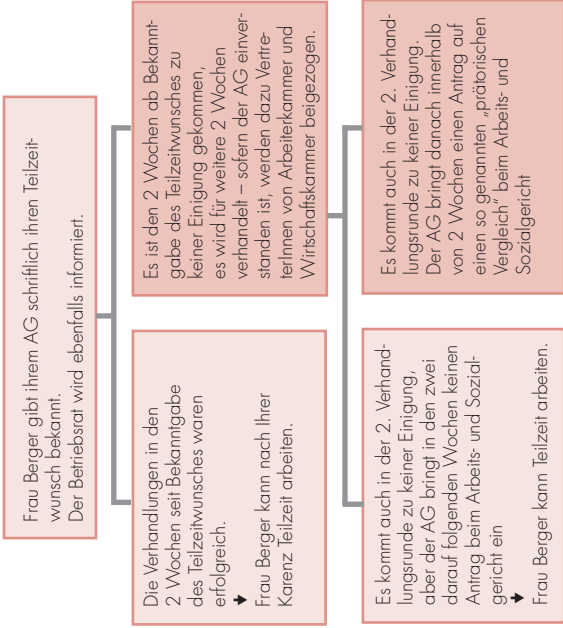 Frau Berger gibt ihrem AG schriftlich ihren Teilzeit-
wunsch bekannt.
Der Betriebsrat wird ebenfalls informiert.
Die Verhandlungen in den
2 Wochen seit Bekanntgabe
des Teilzeitwunsches waren
erfolgreich.
Frau Berger kann nach Ihrer
Karenz Teilzeit arbeiten.
Es ist den 2 Wochen ab Bekannt-
gabe des Teilzeitwunsches zu
keiner Einigung gekommen,
es wird für weitere 2 Wochen
verhandelt – sofern der AG einver-
standen ist, werden dazu Vertre-
terInnen von Arbeiterkammer und
Wirtschaftskammer beigezogen.
Es kommt auch in der 2. Verhand-
lungsrunde zu keiner Einigung,
aber der AG bringt in den zwei
darauf folgenden Wochen keinen
Antrag beim Arbeits- und Sozial-
gericht ein
Frau Berger kann Teilzeit arbeiten.
Es kommt auch in der 2. Verhand-
lungsrunde zu keiner Einigung.
Der AG bringt danach innerhalb
von 2 Wochen einen Antrag auf
einen so genannten „prätorischen
Vergleich“ beim Arbeits- und
Sozialgericht